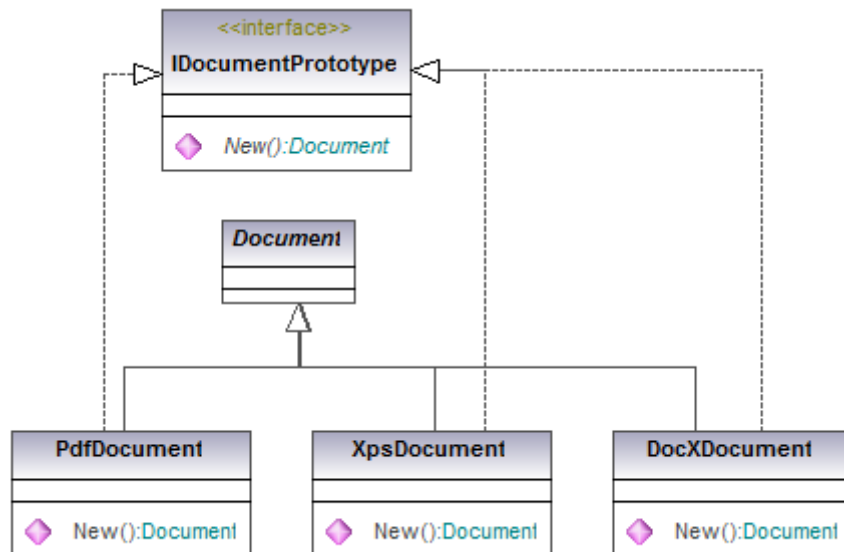 <<interface>>
IDocumentPrototype
New():Document
Document
PdfDocument
XpsDocument
DocXDocument
New():Document
New():Document
New():Document